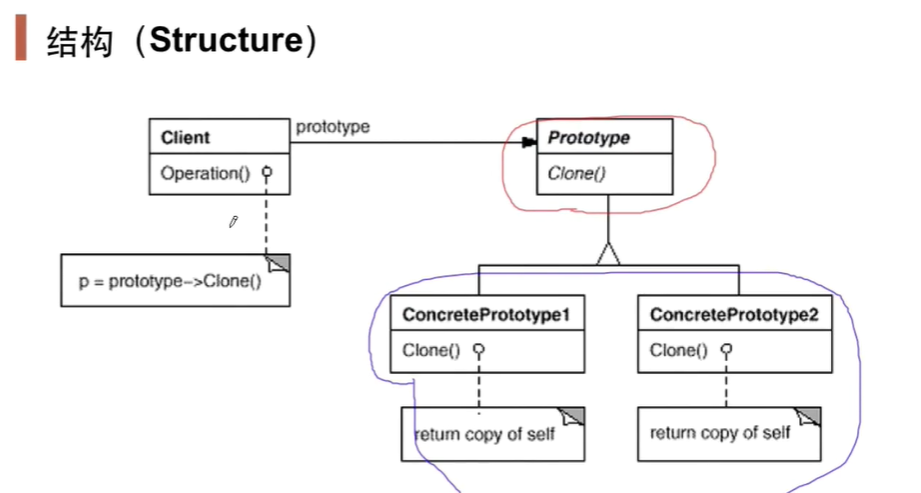 结构（Structure）
Client
prototype
Prototype
Operation()
Clone()
p = prototype->Clone()
ConcretePrototype1
ConcretePrototype2
Clone()
Clone()
return copy of self
return copy of self